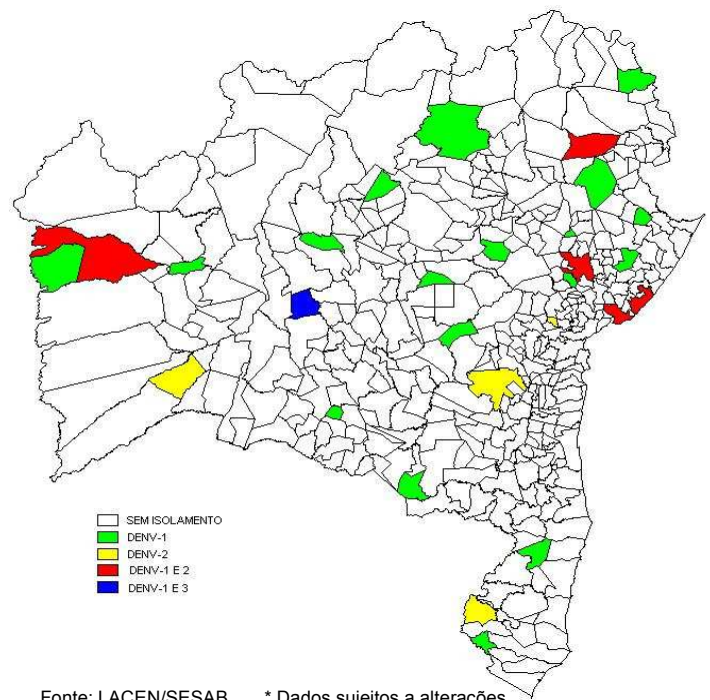 SEM ISOLAMENTO
DENV-1
DENV-2
DENV-1 E 2
DENV-1 E 3
Fonte: LACEN/SESAB * Dados sujeitos a alterações